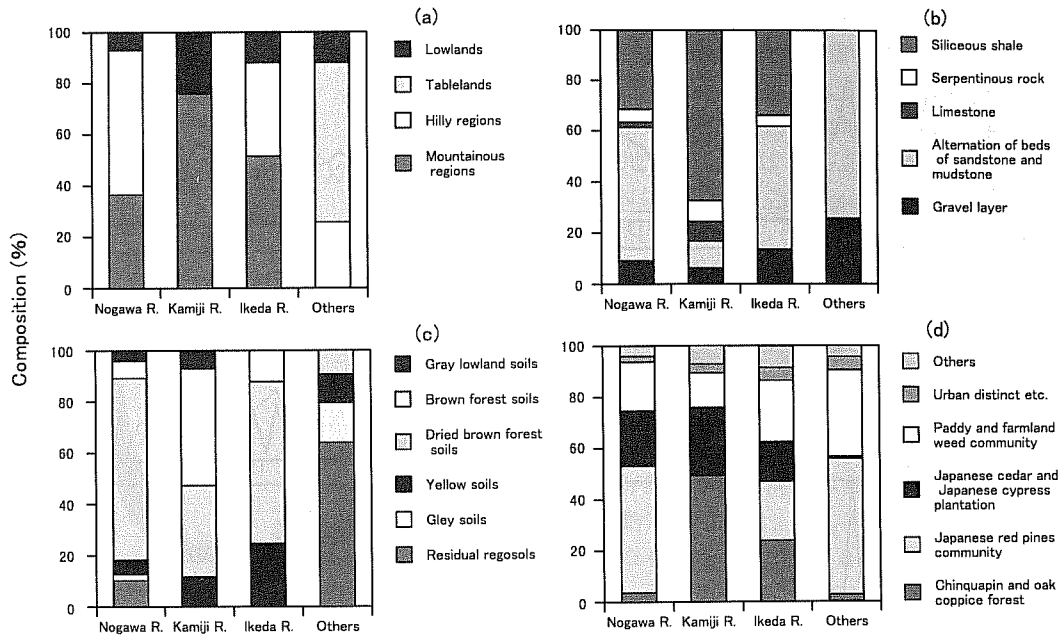 Composition (%)
(a)
100
80
60
40
20
0
Nogawa R.
Kamiji R.
Ikeda R.
Others
Lowlands
Tablelands
Hilly regions
Mountainous
regions
(b)
100
80
60
40
20
0
Nogawa R.
Kamiji R.
Ikeda R.
Others
Siliceous shale
Serpentinous rock
Limestone
Alternation of beds
of sandstone and
mudstone
Gravel layer
(c)
100
80
60
40
20
0
Nogawa R.
Kamiji R.
Ikeda R.
Others
Gray lowland soils
Brown forest soils
Dried brown forest
soils
Yellow soils
Gley soils
Residual regosols
(d)
100
80
60
40
20
0
Nogawa R.
Kamiji R.
Ikeda R.
Others
Others
Urban distinct etc.
Paddy and farmland
weed community
Japanese cedar and
Japanese cypress
plantation
Japanese red pines
community
Chinquapin and oak
coppice forest